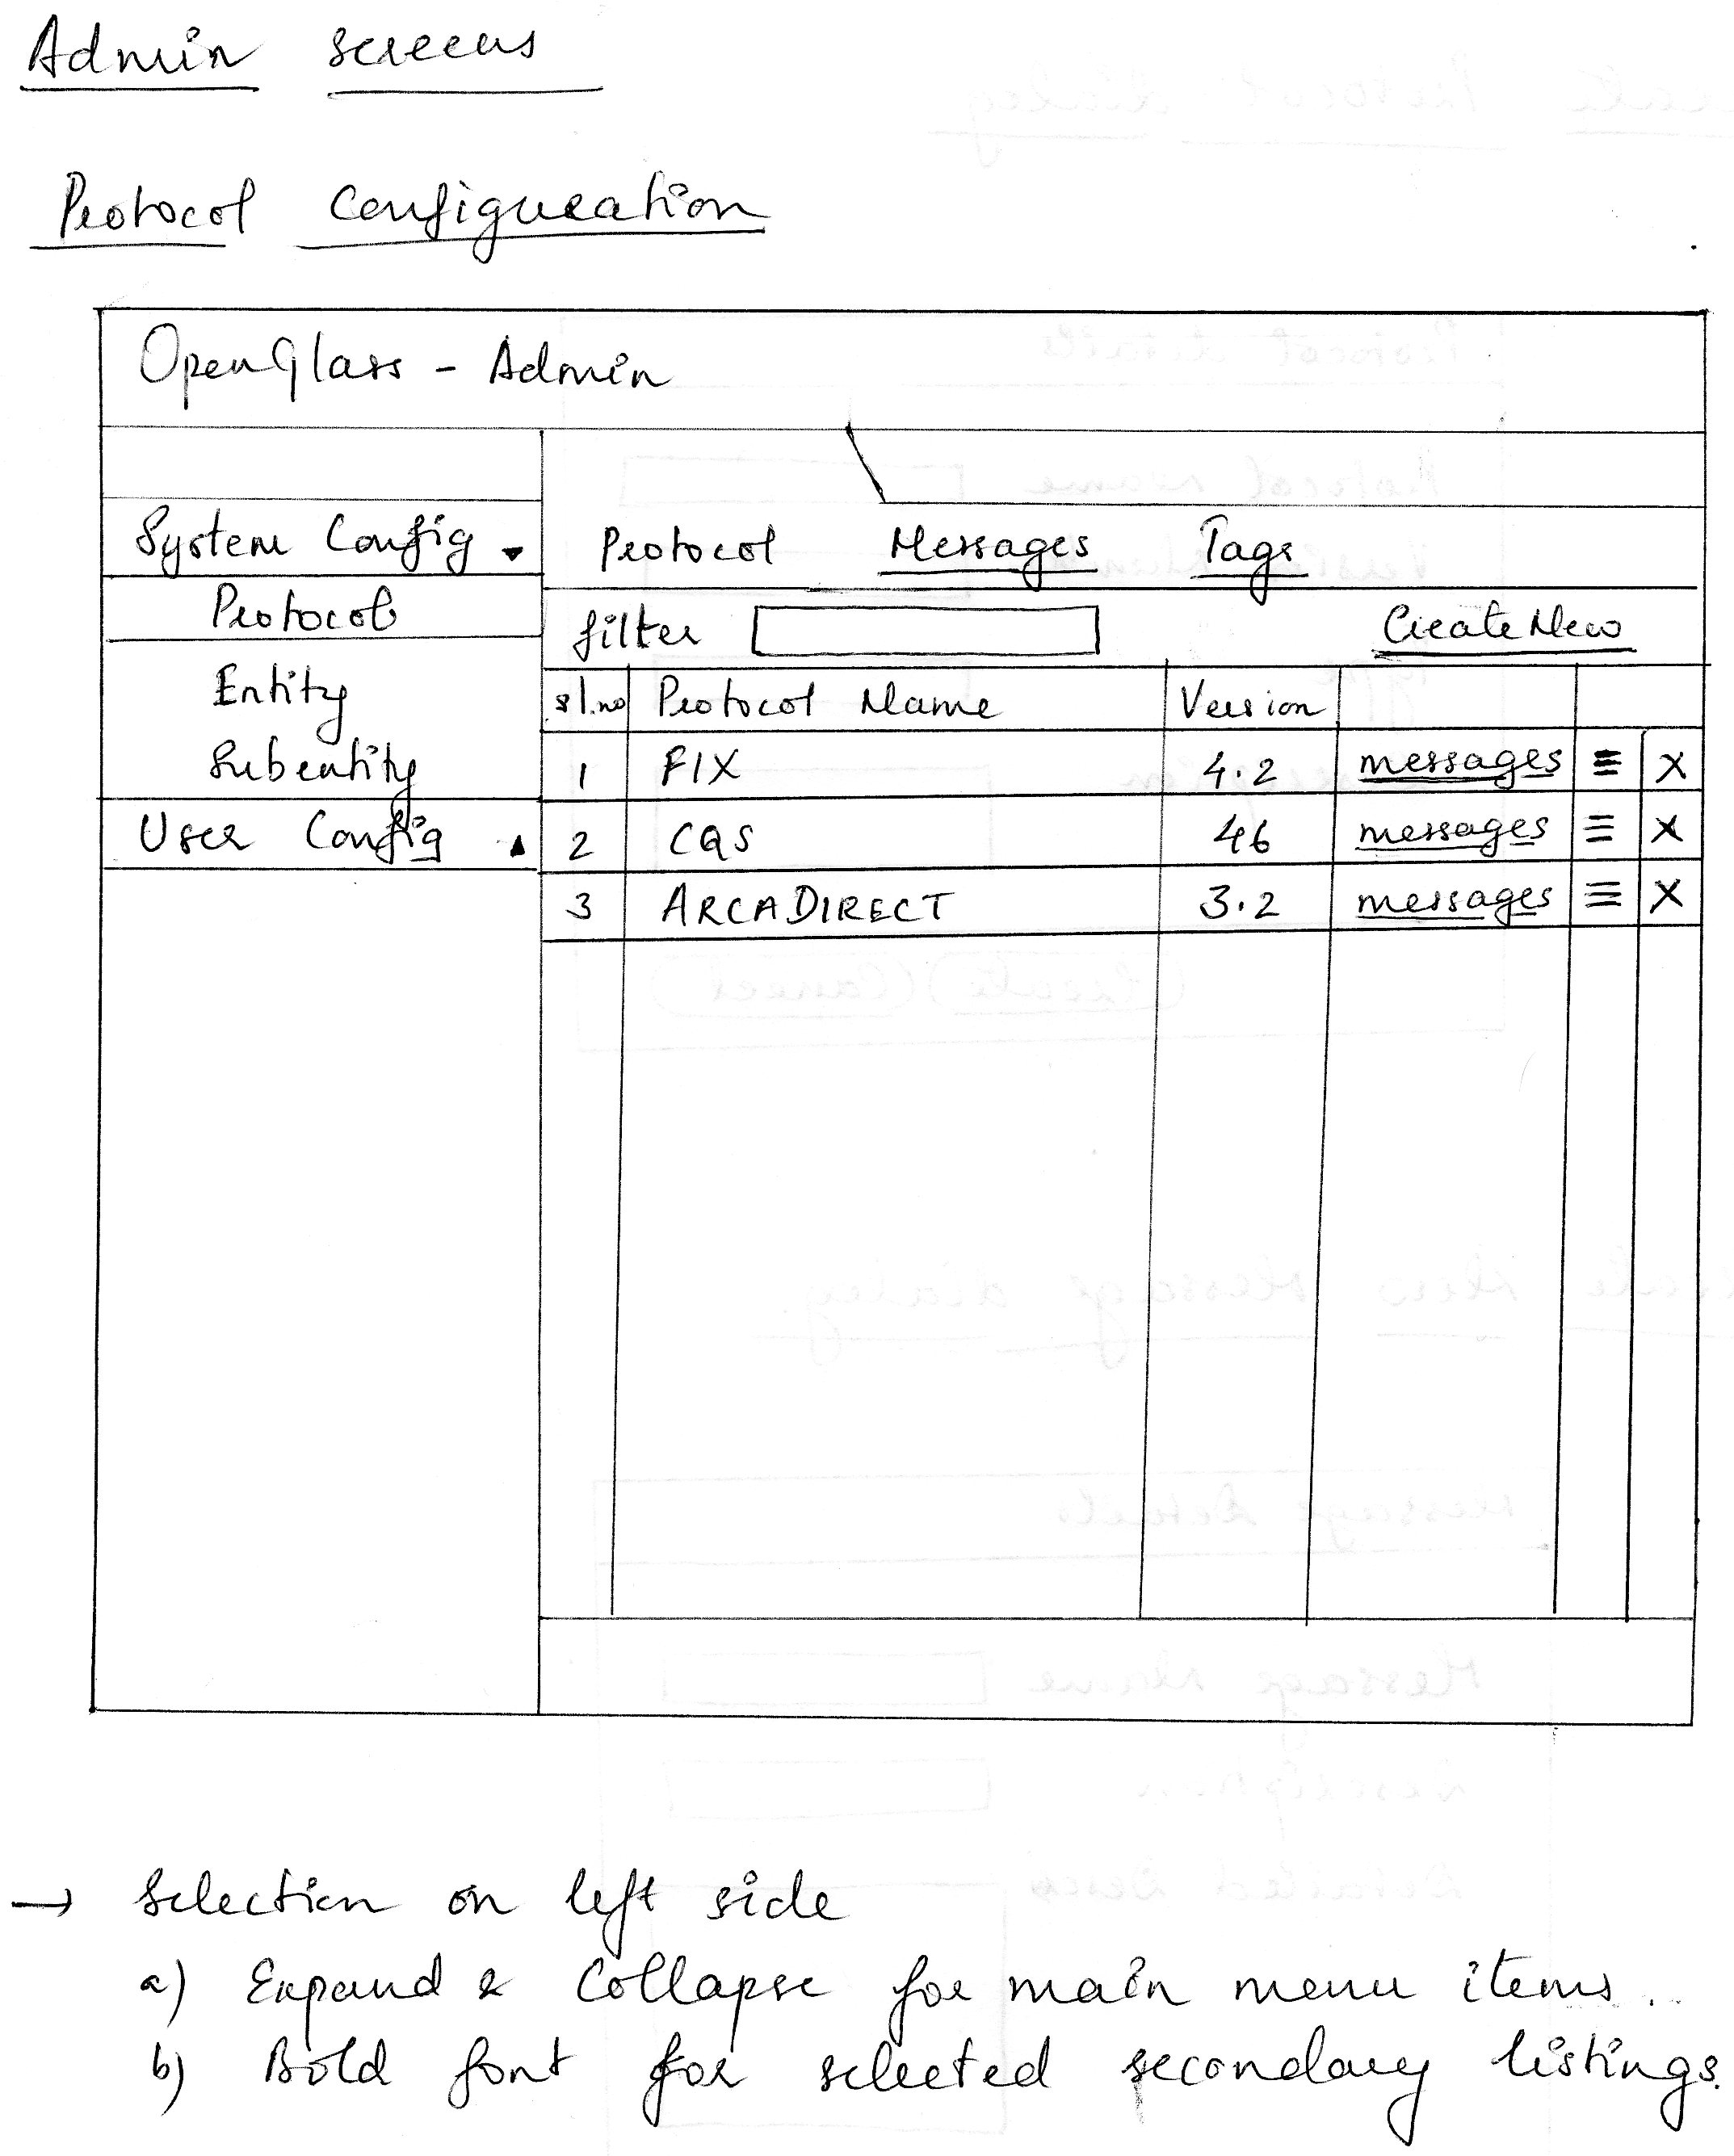 Admin screens
Protocol Configuration
OpenGlass - Admin
System Config ▾
Protocol
Entity
Subentity
User Config ▴
Protocol Messages Tags
filter Create New
sl.no Protocol Name Version
1 FIX 4.2 messages ≡ X
2 CQS 46 messages ≡ X
3 ARCADIRECT 3.2 messages ≡ X
→ Selection on left side
a) Expand & Collapse for main menu items.
b) Bold font for selected secondary listings.